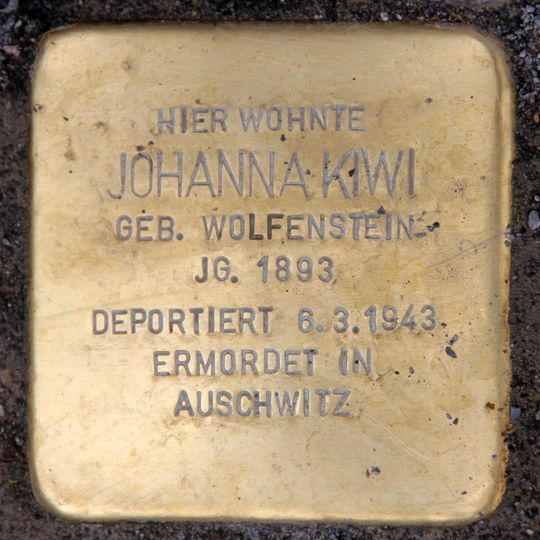 HIER WOHNTE
JOHANNA KIWI
GEB. WOLFENSTEIN
JG. 1893
DEPORTIERT 6.3.1943
ERMORDET IN
AUSCHWITZ